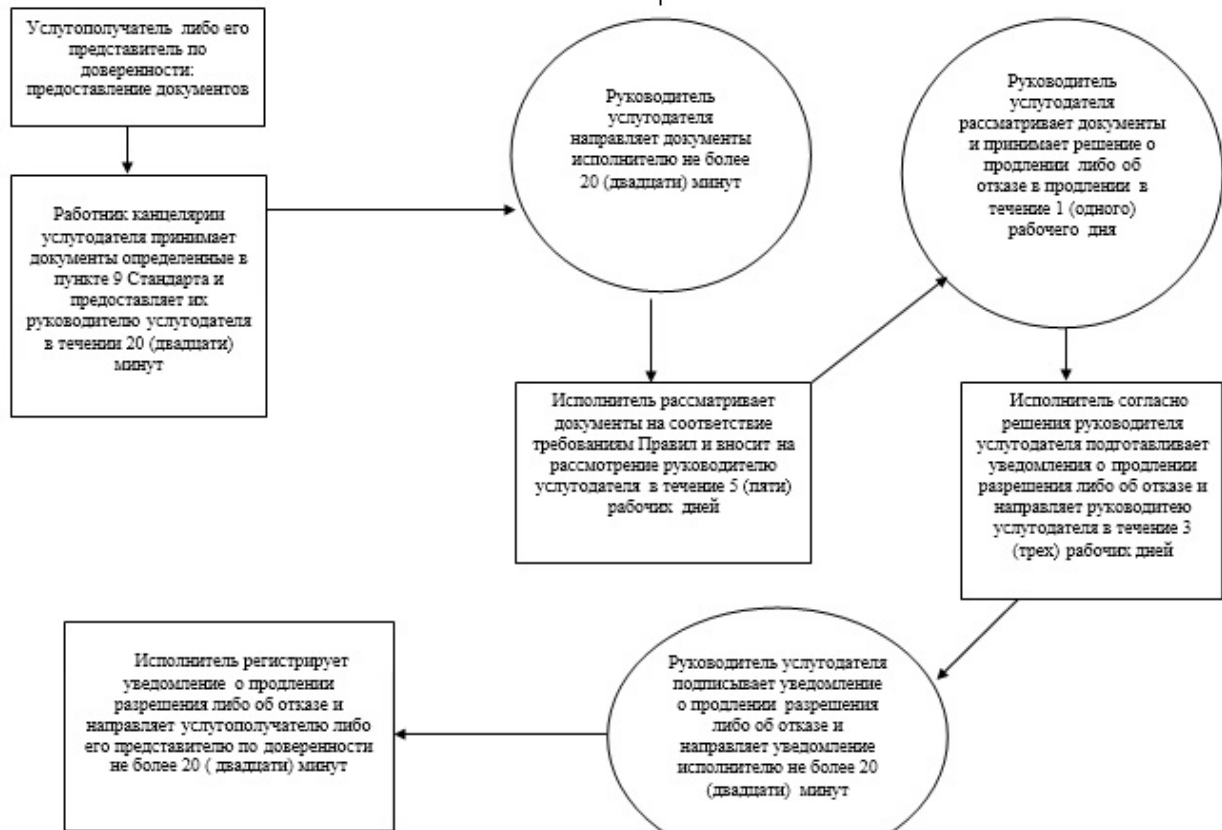 Услугополучатель либо его
представитель по
доверенности:
предоставление документов
Работник канцелярии
услугодателя принимает
документы определенные в
пункте 9 Стандарта и
предоставляет их
руководителю услугодателя
в течении 20 (двадцати)
минут
Руководитель
услугодателя
направляет документы
исполнителю не более
20 (двадцати) минут
Исполнитель рассматривает
документы на соответствие
требованиям Правил и вносит на
рассмотрение руководителю
услугодателя в течение 5 (пяти)
рабочих дней
Руководитель
услугодателя
рассматривает документы
и принимает решение о
продлении либо об
отказе в продлении в
течение 1 (одного)
рабочего дня
Исполнитель согласно
решения руководителя
услугодателя подготавливает
уведомления о продлении
разрешения либо об отказе и
направляет руководитею
услугодателя в течение 3
(трех) рабочих дней
Руководитель услугодателя
подписывает уведомление
о продлении разрешения
либо об отказе и
направляет уведомление
исполнителю не более 20
(двадцати) минут
Исполнитель регистрирует
уведомление о продлении
разрешения либо об отказе и
направляет услугополучателю либо
его представителю по доверенности
не более 20 ( двадцати) минут